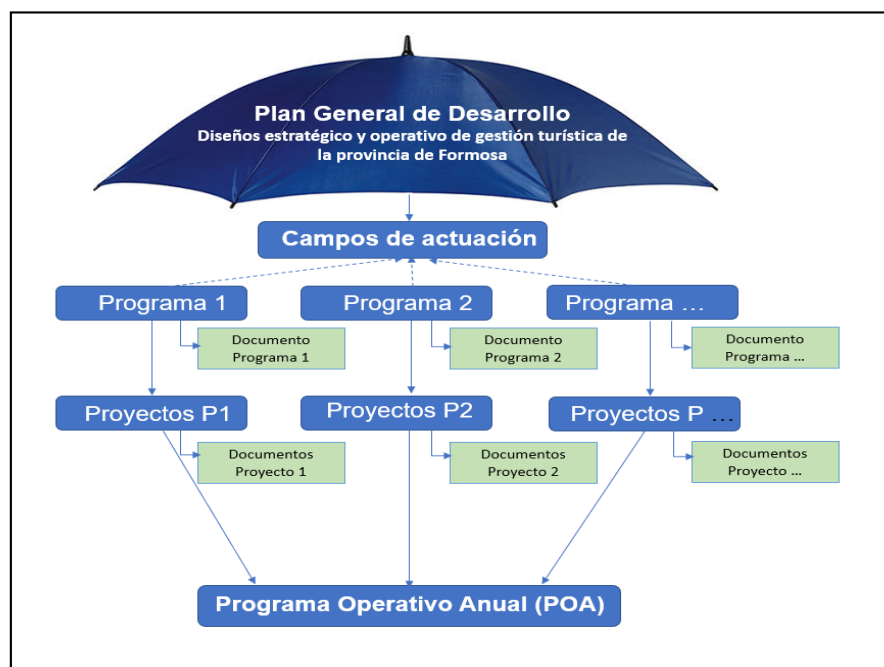 Plan General de Desarrollo
Diseños estratégico y operativo de gestión turística de
la provincia de Formosa
Campos de actuación
Programa 1
Programa 2
Programa ...
Documento
Programa 1
Documento
Programa 2
Documento
Programa ...
Proyectos P1
Proyectos P2
Proyectos P ...
Documentos
Proyecto 1
Documentos
Proyecto 2
Documentos
Proyecto ...
Programa Operativo Anual (POA)